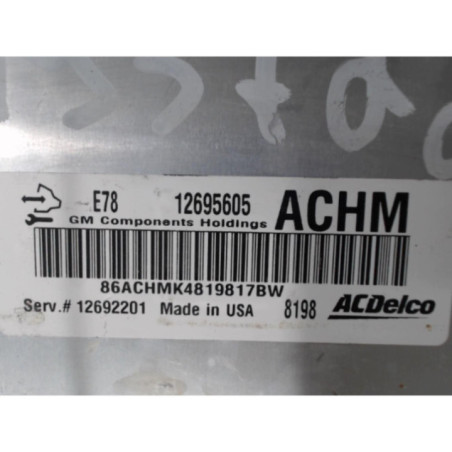 E78 12695605 ACHM
GM Components Holdings
86ACHMK4819817BW
Serv.# 12692201 Made in USA 8198 ACDelco